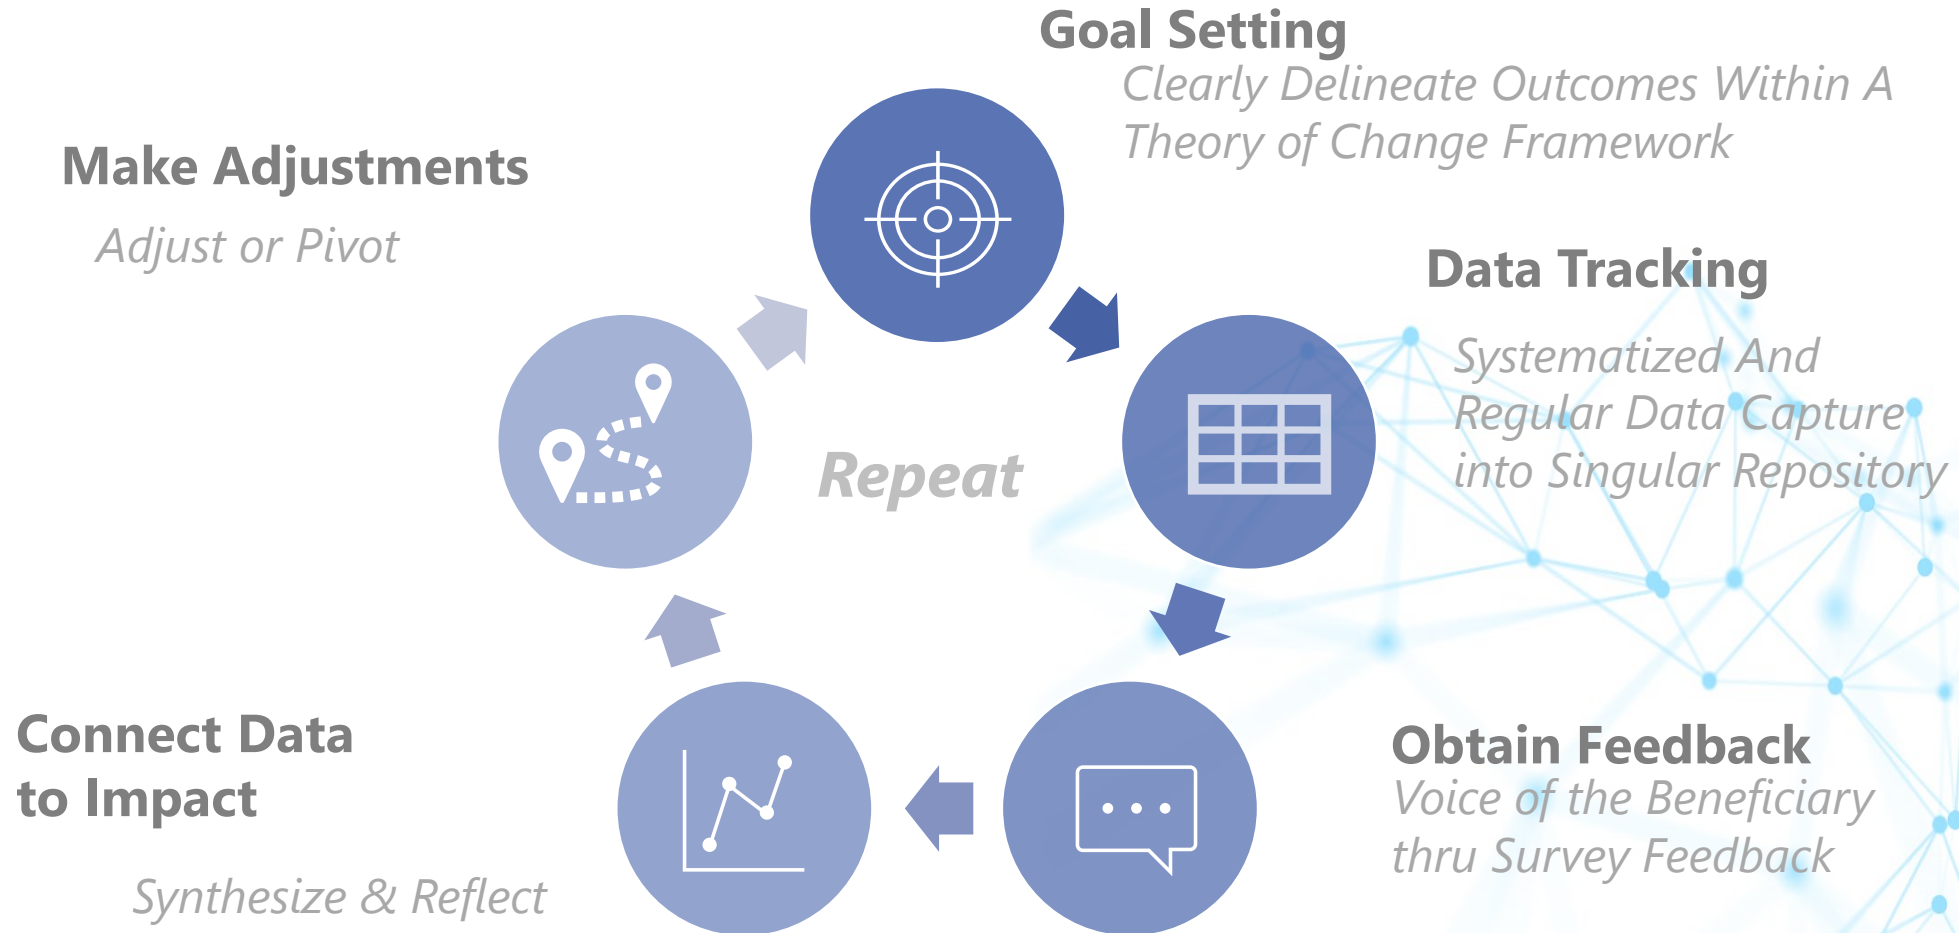 Goal Setting
Clearly Delineate Outcomes Within A
Theory of Change Framework
Data Tracking
Systematized And
Regular Data Capture
into Singular Repository
Obtain Feedback
Voice of the Beneficiary
thru Survey Feedback
Connect Data
to Impact
Synthesize & Reflect
Make Adjustments
Adjust or Pivot
Repeat